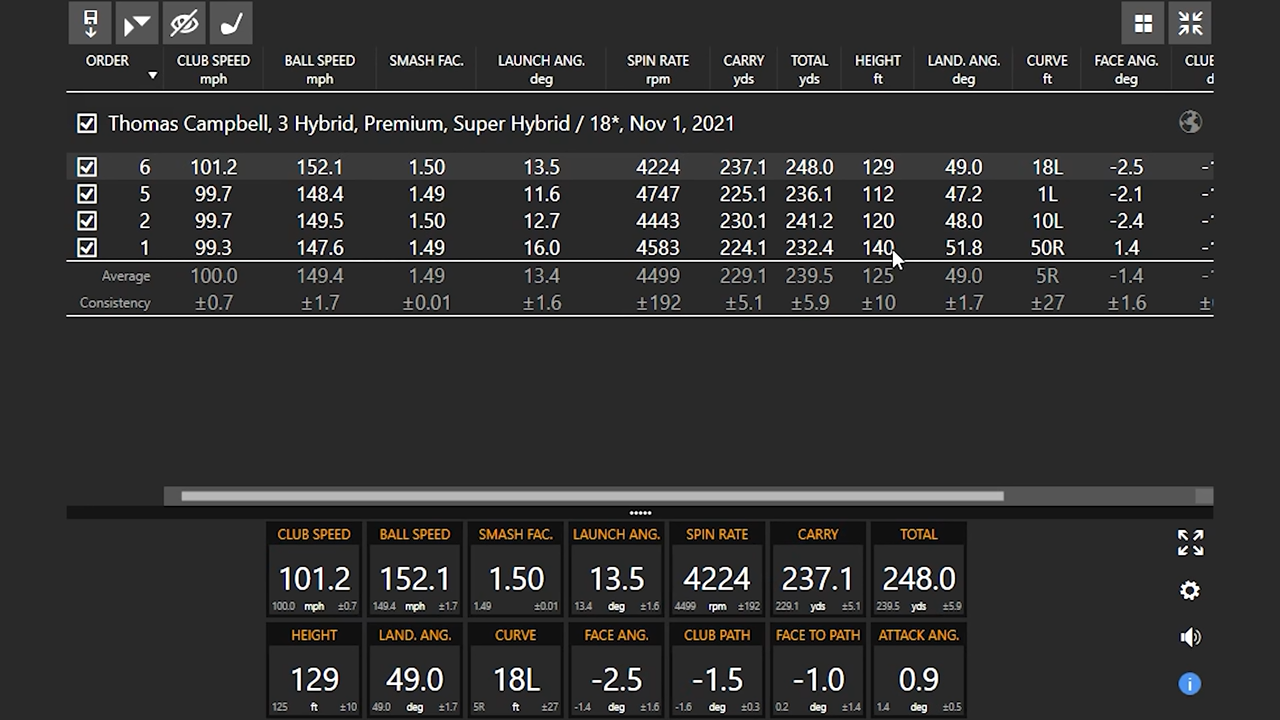 ORDER CLUB SPEED mph BALL SPEED mph SMASH FAC. LAUNCH ANG. deg SPIN RATE rpm CARRY yds TOTAL yds HEIGHT ft LAND. ANG. deg CURVE ft FACE ANG. deg
Thomas Campbell, 3 Hybrid, Premium, Super Hybrid / 18*, Nov 1, 2021
6 101.2 152.1 1.50 13.5 4224 237.1 248.0 129 49.0 18L -2.5
5 99.7 148.4 1.49 11.6 4747 225.1 236.1 112 47.2 1L -2.1
2 99.7 149.5 1.50 12.7 4443 230.1 241.2 120 48.0 10L -2.4
1 99.3 147.6 1.49 16.0 4583 224.1 232.4 140 51.8 50R 1.4
Average 100.0 149.4 1.49 13.4 4499 229.1 239.5 125 49.0 5R -1.4
Consistency ±0.7 ±1.7 ±0.01 ±1.6 ±192 ±5.1 ±5.9 ±10 ±1.7 ±27 ±1.6
CLUB SPEED BALL SPEED SMASH FAC. LAUNCH ANG. SPIN RATE CARRY TOTAL
101.2 152.1 1.50 13.5 4224 237.1 248.0
100.0 mph ±0.7 149.4 mph ±1.7 1.49 ±0.01 13.4 deg ±1.6 4499 rpm ±192 229.1 yds ±5.1 239.5 yds ±5.9
HEIGHT LAND. ANG. CURVE FACE ANG. CLUB PATH FACE TO PATH ATTACK ANG.
129 49.0 18L -2.5 -1.5 -1.0 0.9
125 ft ±10 49.0 deg ±1.7 5R ft ±27 -1.4 deg ±1.6 -1.6 deg ±0.3 0.2 deg ±1.4 1.4 deg ±0.5